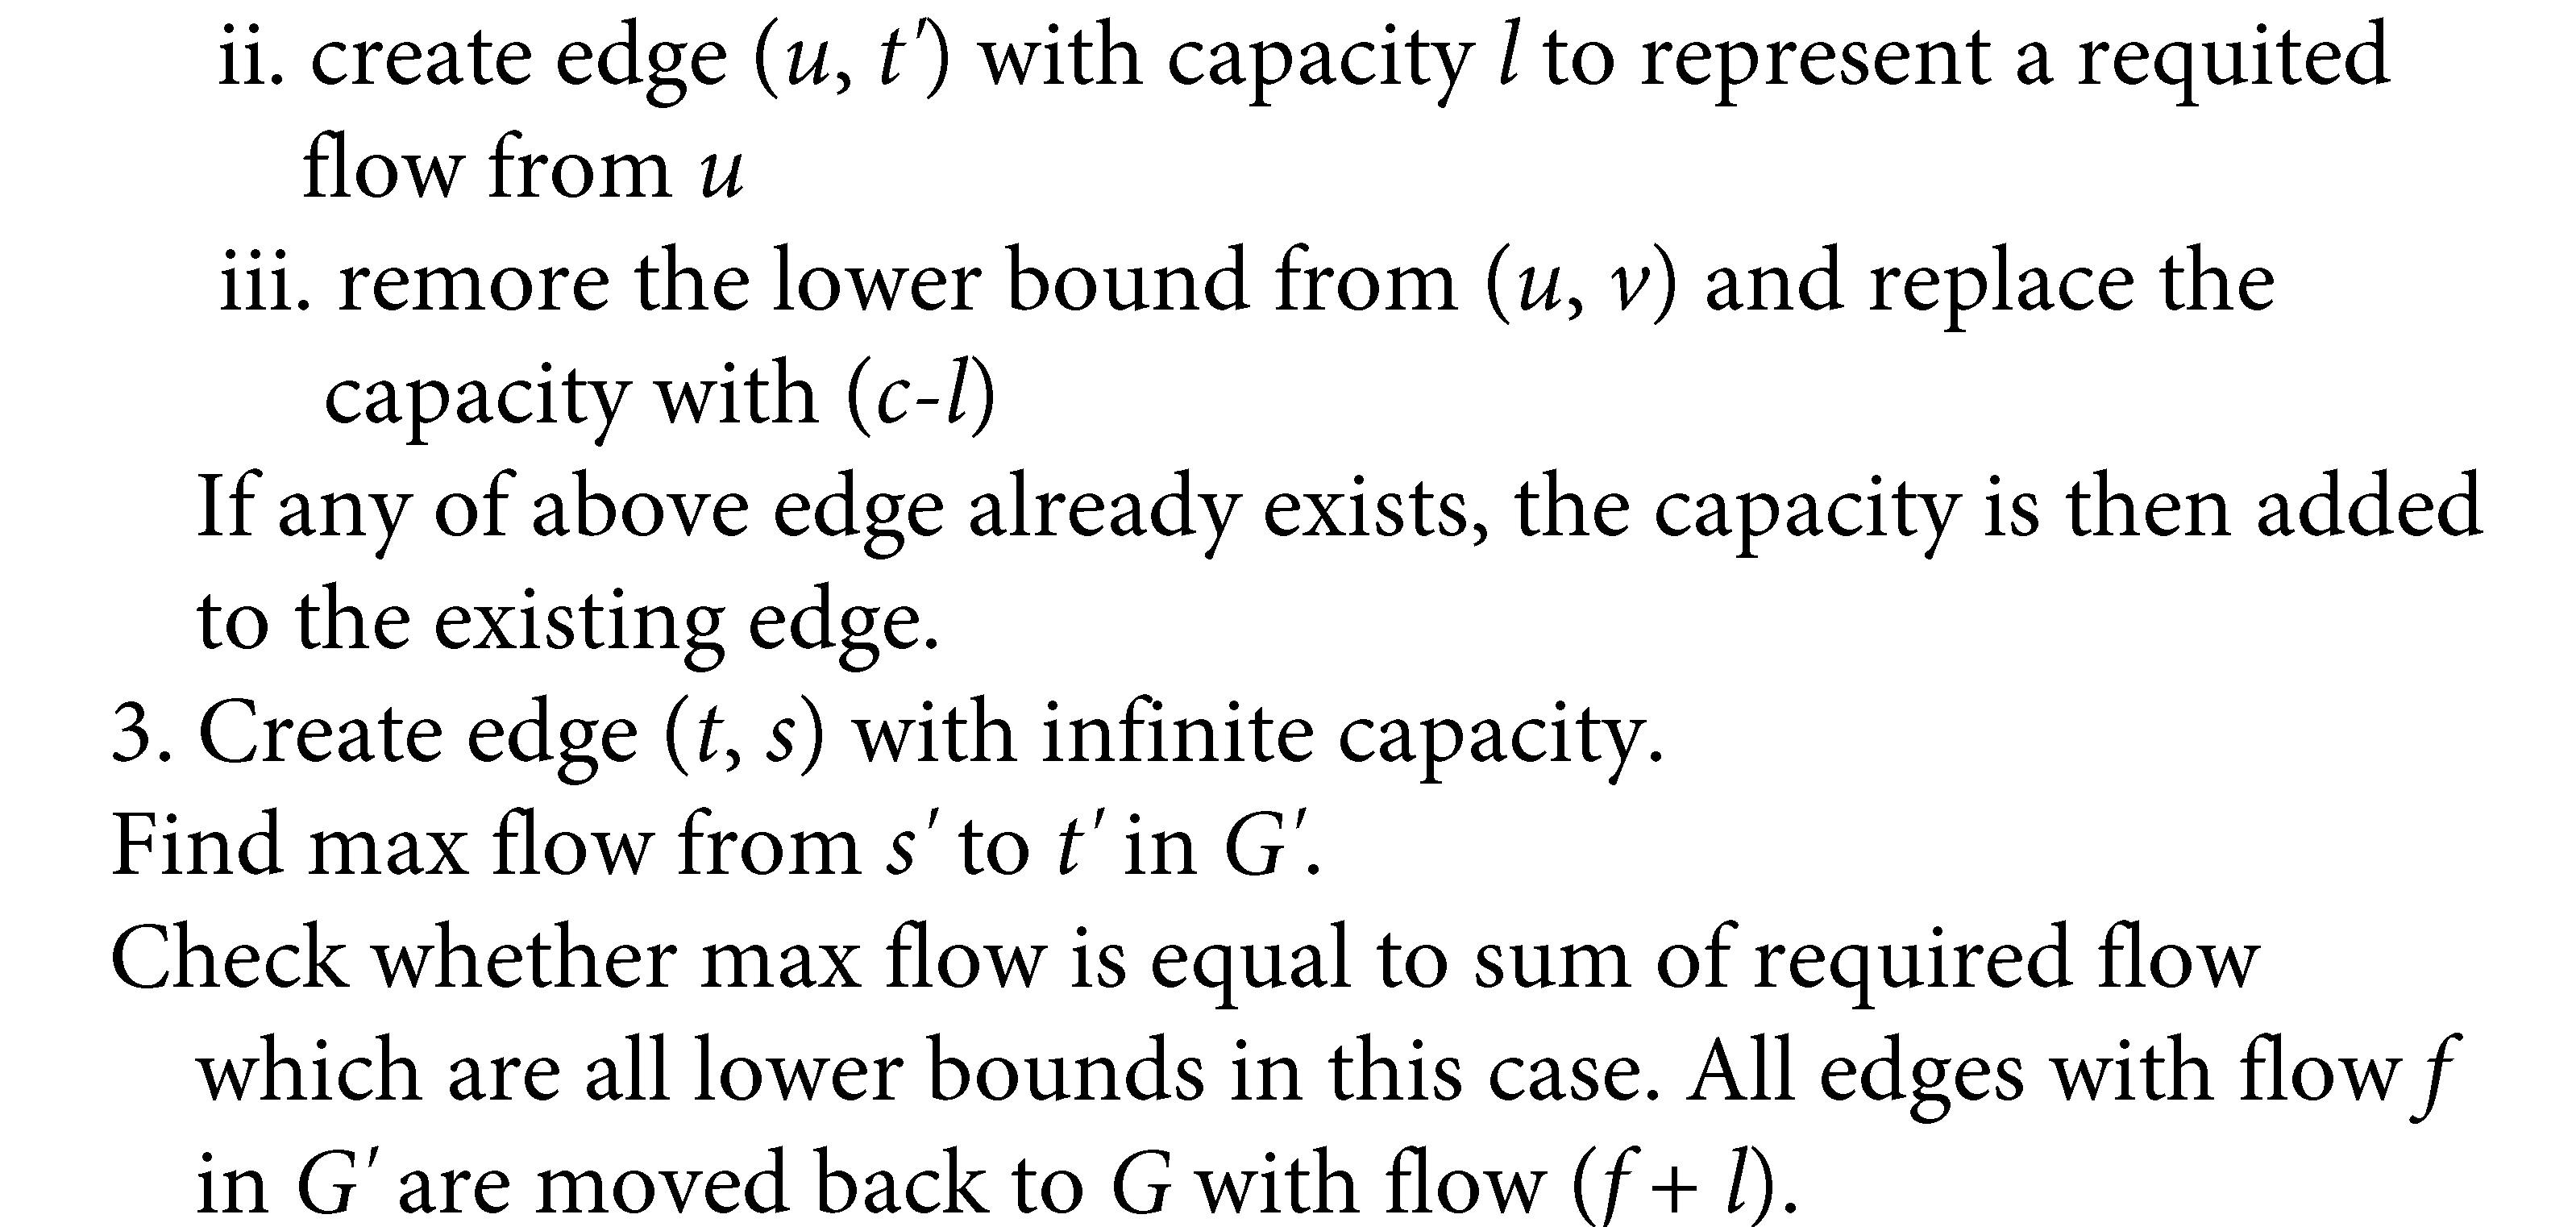 ii. create edge (u, t′) with capacity l to represent a requited
flow from u
iii. remore the lower bound from (u, v) and replace the
capacity with (c-l)
If any of above edge already exists, the capacity is then added
to the existing edge.
3. Create edge (t, s) with infinite capacity.
Find max flow from s′ to t′ in G′.
Check whether max flow is equal to sum of required flow
which are all lower bounds in this case. All edges with flow f
in G′ are moved back to G with flow (f + l).